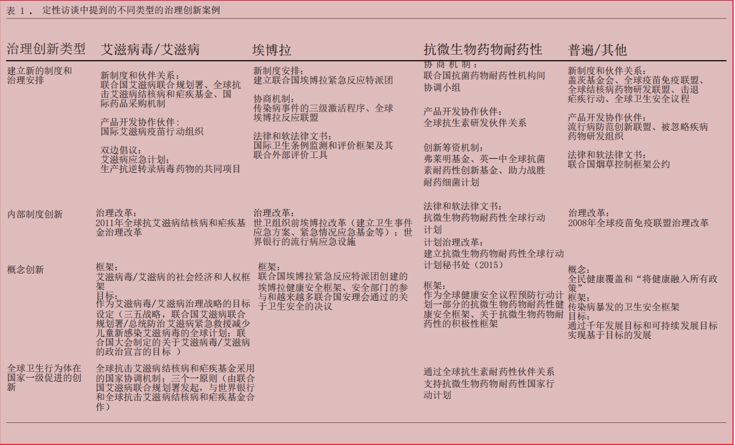 表 1 . 定性访谈中提到的不同类型的治理创新案例
治理创新类型
艾滋病毒/艾滋病
埃博拉
抗微生物药物耐药性
普遍/其他
建立新的制度和
治理安排
新制度和伙伴关系:
联合国艾滋病联合规划署、全球抗
击艾滋病结核病和疟疾基金、国
际药品采购机制
产品开发协作伙伴:
国际艾滋病疫苗行动组织
双边倡议:
艾滋病应急计划;
生产抗逆转录病毒药物的共同项目
新制度安排:
建立联合国埃博拉紧急反应特派团
协商机制:
传染病事件的三级激活程序、全球
埃博拉反应联盟
法律和软法律文书:
国际卫生条例监测和评价框架及其
联合外部评价工具
协商机制:
联合国抗菌药物耐药性机构间
协调小组
产品开发协作伙伴:
全球抗生素研发伙伴关系
创新筹资机制:
弗莱明基金、英一中全球抗菌
素耐药性创新基金、助力战胜
耐药细菌计划
新制度和伙伴关系:
盖茨基金会、全球疫苗免疫联盟、
全球结核病药物研发联盟、击退
疟疾行动、全球卫生安全议程
产品开发协作伙伴:
流行病防范创新联盟、被忽略疾病
药物研发组织
法律和软法律文书:
联合国烟草控制框架公约
内部制度创新
治理改革:
2011年全球抗艾滋病结核病和疟疾基
金治理改革
治理改革:
世卫组织前埃博拉改革（建立卫生事件
应急方案、紧急情况应急基金等）; 世
界银行的流行病应急设施
法律和软法律文书:
抗微生物药物耐药性全球行动
计划
计划治理改革:
建立抗微生物药物耐药性全球行动
计划秘书处（2015）
治理改革:
2008年全球疫苗免疫联盟治理改革
概念创新
框架:
艾滋病毒/艾滋病的社会经济和人权框
架
目标:
作为艾滋病毒/艾滋病治理战略的目标
设定（三五战略, 联合国艾滋病联合
规划署/总统防治艾滋病紧急救援减少
儿童新感染艾滋病毒的全球计划; 联
合国大会制定的关于艾滋病毒/艾滋病
的政治宣言的目标 ）
框架:
联合国埃博拉紧急反应特派团创建的
埃博拉健康安全框架、安全部门的参
与和越来越多联合国安理会通过的关
于卫生安全的决议
框架:
作为全球健康安全议程预防行动计
划一部分的抗微生物药物耐药性健
康安全框架、关于抗微生物药物耐
药性的积极性框架
概念:
全民健康覆盖和“将健康融入所有政
策”
框架:
传染病暴发的卫生安全框架
目标:
通过千年发展目标和可持续发展目标
实现基于目标的发展
全球卫生行为体在
国家一级促进的创
新
全球抗击艾滋病结核病和疟疾基金采用
的国家协调机制; 三个一原则（由联合
国艾滋病联合规划署发起, 与世界银行
和全球抗击艾滋病结核病和疟疾基金合
作）
通过全球抗生素耐药性伙伴关系
支持抗微生物药物耐药性国家行
动计划